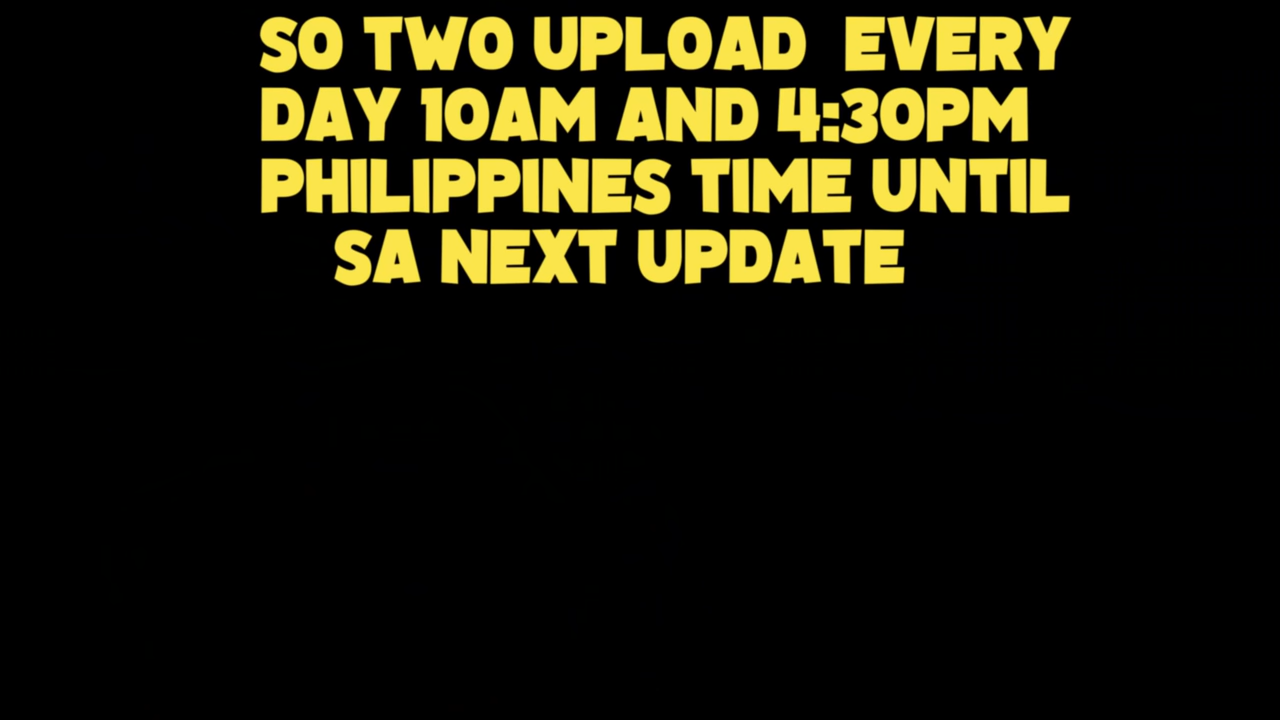 SO TWO UPLOAD  EVERY
DAY 10AM AND 4:30PM
PHILIPPINES TIME UNTIL
SA NEXT UPDATE